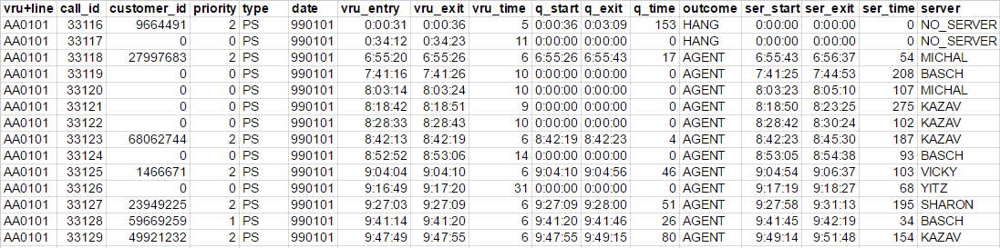 vru+line call_id customer_id priority type date vru_entry vru_exit vru_time q_start q_exit q_time outcome ser_start ser_exit ser_time server
AA0101 33116 9664491 2 PS 990101 0:00:31 0:00:36 5 0:00:36 0:03:09 153 HANG 0:00:00 0:00:00 0 NO_SERVER
AA0101 33117 0 0 PS 990101 0:34:12 0:34:23 11 0:00:00 0:00:00 0 HANG 0:00:00 0:00:00 0 NO_SERVER
AA0101 33118 27997683 2 PS 990101 6:55:20 6:55:26 6 6:55:26 6:55:43 17 AGENT 6:55:43 6:56:37 54 MICHAL
AA0101 33119 0 0 PS 990101 7:41:16 7:41:26 10 0:00:00 0:00:00 0 AGENT 7:41:25 7:44:53 208 BASCH
AA0101 33120 0 0 PS 990101 8:03:14 8:03:24 10 0:00:00 0:00:00 0 AGENT 8:03:23 8:05:10 107 MICHAL
AA0101 33121 0 0 PS 990101 8:18:42 8:18:51 9 0:00:00 0:00:00 0 AGENT 8:18:50 8:23:25 275 KAZAV
AA0101 33122 0 0 PS 990101 8:28:33 8:28:43 10 0:00:00 0:00:00 0 AGENT 8:28:42 8:30:24 102 KAZAV
AA0101 33123 68062744 2 PS 990101 8:42:13 8:42:19 6 8:42:19 8:42:23 4 AGENT 8:42:23 8:45:30 187 KAZAV
AA0101 33124 0 0 PS 990101 8:52:52 8:53:06 14 0:00:00 0:00:00 0 AGENT 8:53:05 8:54:38 93 BASCH
AA0101 33125 1466671 2 PS 990101 9:04:04 9:04:10 6 9:04:10 9:04:56 46 AGENT 9:04:54 9:06:37 103 VICKY
AA0101 33126 0 0 PS 990101 9:16:49 9:17:20 31 0:00:00 0:00:00 0 AGENT 9:17:19 9:18:27 68 YITZ
AA0101 33127 23949225 2 PS 990101 9:27:03 9:27:09 6 9:27:09 9:28:00 51 AGENT 9:27:58 9:31:13 195 SHARON
AA0101 33128 59669259 1 PS 990101 9:41:14 9:41:20 6 9:41:20 9:41:46 26 AGENT 9:41:45 9:42:19 34 BASCH
AA0101 33129 49921232 2 PS 990101 9:47:49 9:47:55 6 9:47:55 9:49:15 80 AGENT 9:49:14 9:51:48 154 KAZAV